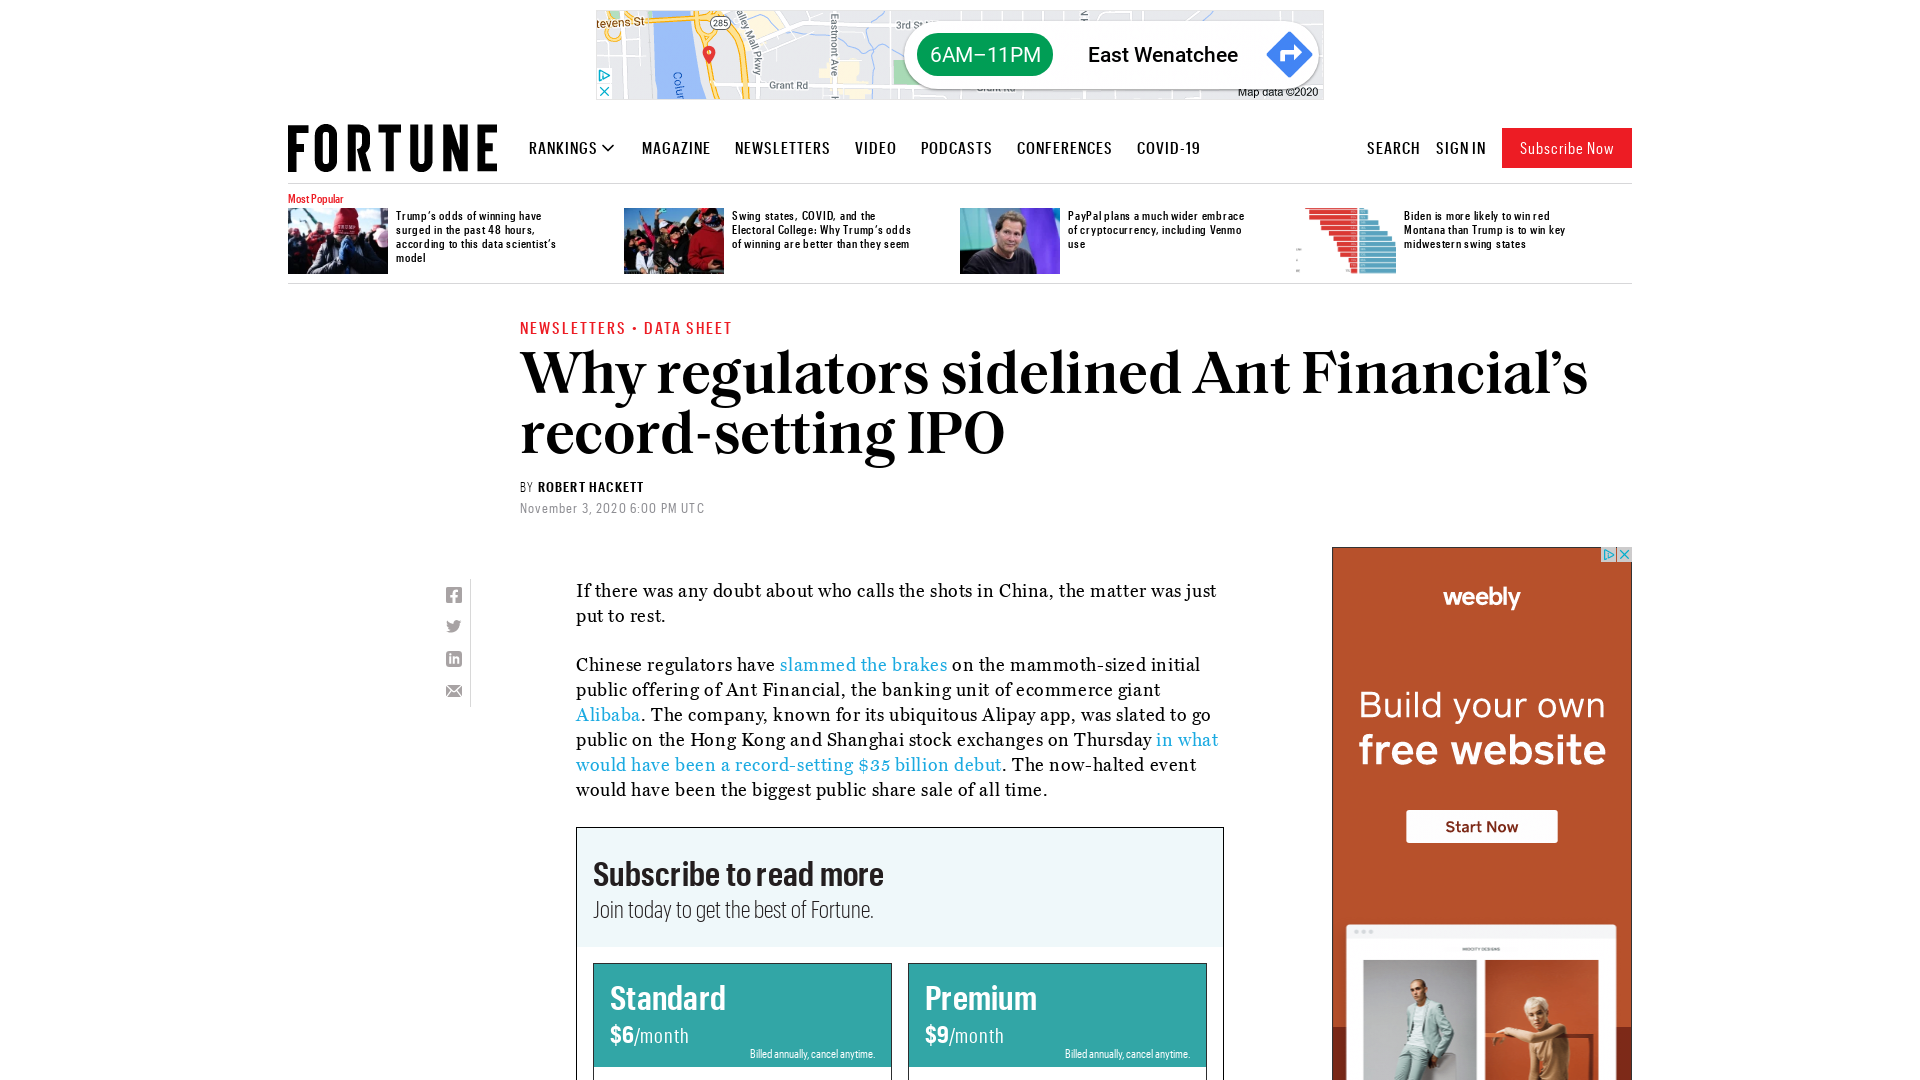 Stevens St
285
Valley Mall Pkwy
Eastmont Ave
3rd St
6AM–11PM
East Wenatchee
Grant Rd
Map data ©2020
FORTUNE
RANKINGS
MAGAZINE
NEWSLETTERS
VIDEO
PODCASTS
CONFERENCES
COVID-19
SEARCH
SIGN IN
Subscribe Now
Most Popular
Trump’s odds of winning have
surged in the past 48 hours,
according to this data scientist’s
model
Swing states, COVID, and the
Electoral College: Why Trump’s odds
of winning are better than they seem
PayPal plans a much wider embrace
of cryptocurrency, including Venmo
use
Biden is more likely to win red
Montana than Trump is to win key
midwestern swing states
NEWSLETTERS • DATA SHEET
Why regulators sidelined Ant Financial’s
record-setting IPO
BY ROBERT HACKETT
November 3, 2020 6:00 PM UTC
If there was any doubt about who calls the shots in China, the matter was just
put to rest.
Chinese regulators have slammed the brakes on the mammoth-sized initial
public offering of Ant Financial, the banking unit of ecommerce giant
Alibaba. The company, known for its ubiquitous Alipay app, was slated to go
public on the Hong Kong and Shanghai stock exchanges on Thursday in what
would have been a record-setting $35 billion debut. The now-halted event
would have been the biggest public share sale of all time.
Subscribe to read more
Join today to get the best of Fortune.
Standard
$6/month
Billed annually, cancel anytime.
Premium
$9/month
Billed annually, cancel anytime.
weebly
Build your own
free website
Start Now